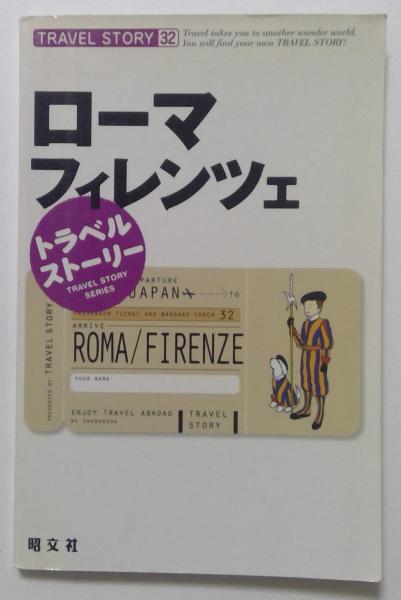 TRAVEL STORY 32
Travel takes you to another wonder world.
You will find your own TRAVEL STORY!
ローマ
フィレンツェ
トラベル
ストーリー
TRAVEL STORY
SERIES
PARTURE
JAPAN
TO
PASSENGER TICKET AND BAGGAGE CHECK 32
ARRIVE
ROMA/FIRENZE
YOUR NAME
ENJOY TRAVEL ABROAD
BY SHOBUNSHA
TRAVEL
STORY
PRESENTED BY TRAVEL STORY
昭文社